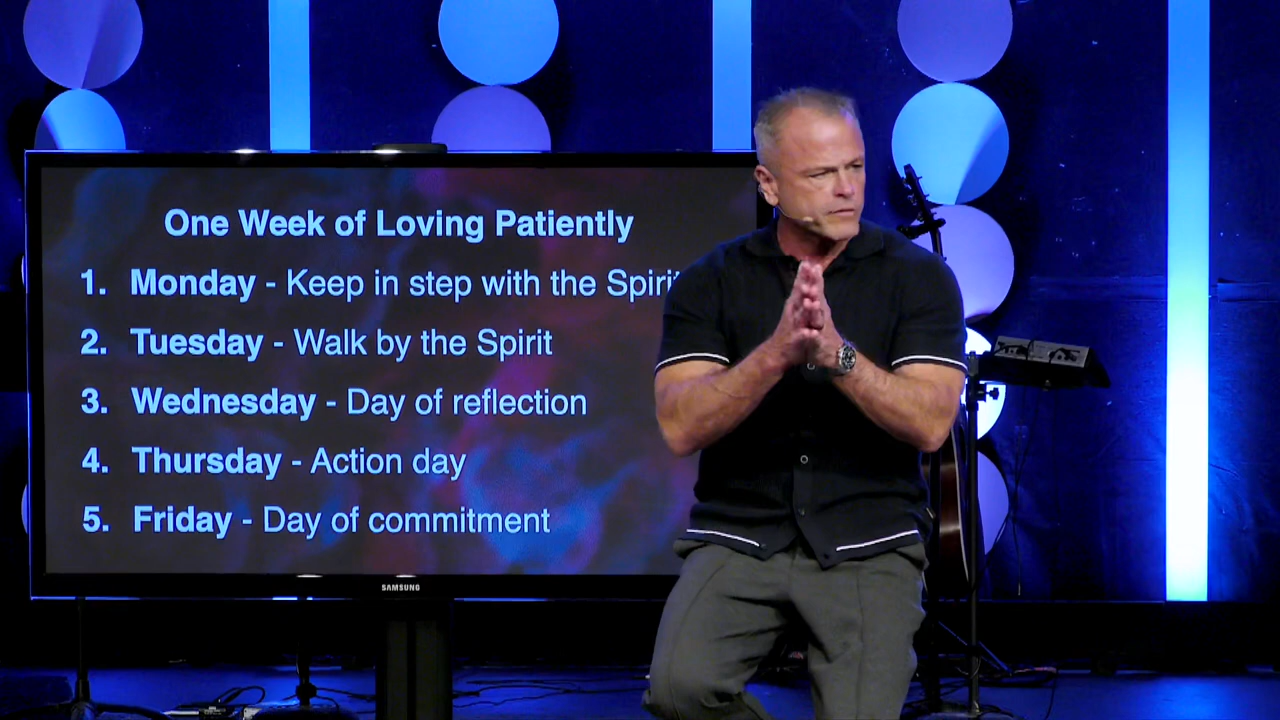 One Week of Loving Patiently
1. Monday - Keep in step with the
2. Tuesday - Walk by the Spirit
3. Wednesday - Day of reflection
4. Thursday - Action day
5. Friday - Day of commitment
SAMSUNG